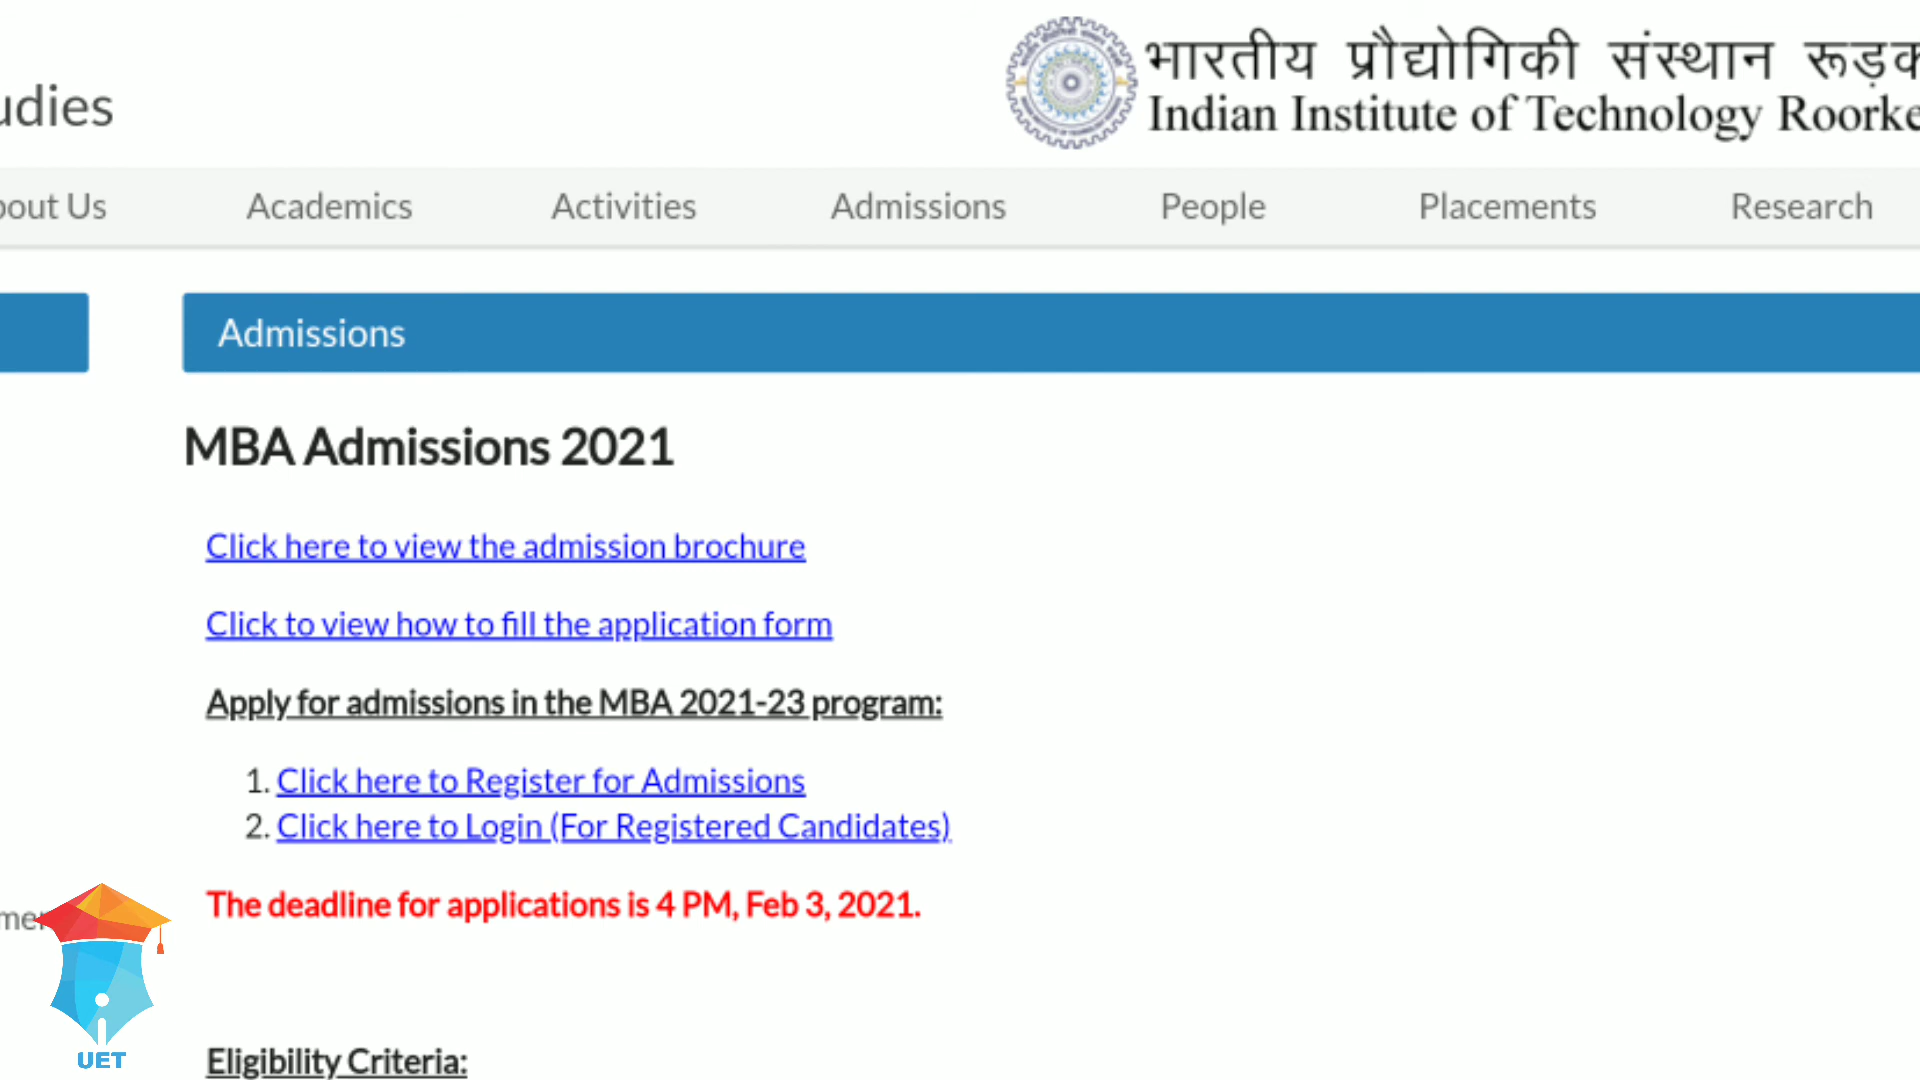 भारतीय प्रौद्योगिकी संस्थान
Indian Institute of Technology
About Us Academics Activities Admissions People Placements Research
Admissions
MBA Admissions 2021
Click here to view the admission brochure
Click to view how to fill the application form
Apply for admissions in the MBA 2021-23 program:
1. Click here to Register for Admissions
2. Click here to Login (For Registered Candidates)
The deadline for applications is 4 PM, Feb 3, 2021.
UET
Eligibility Criteria: